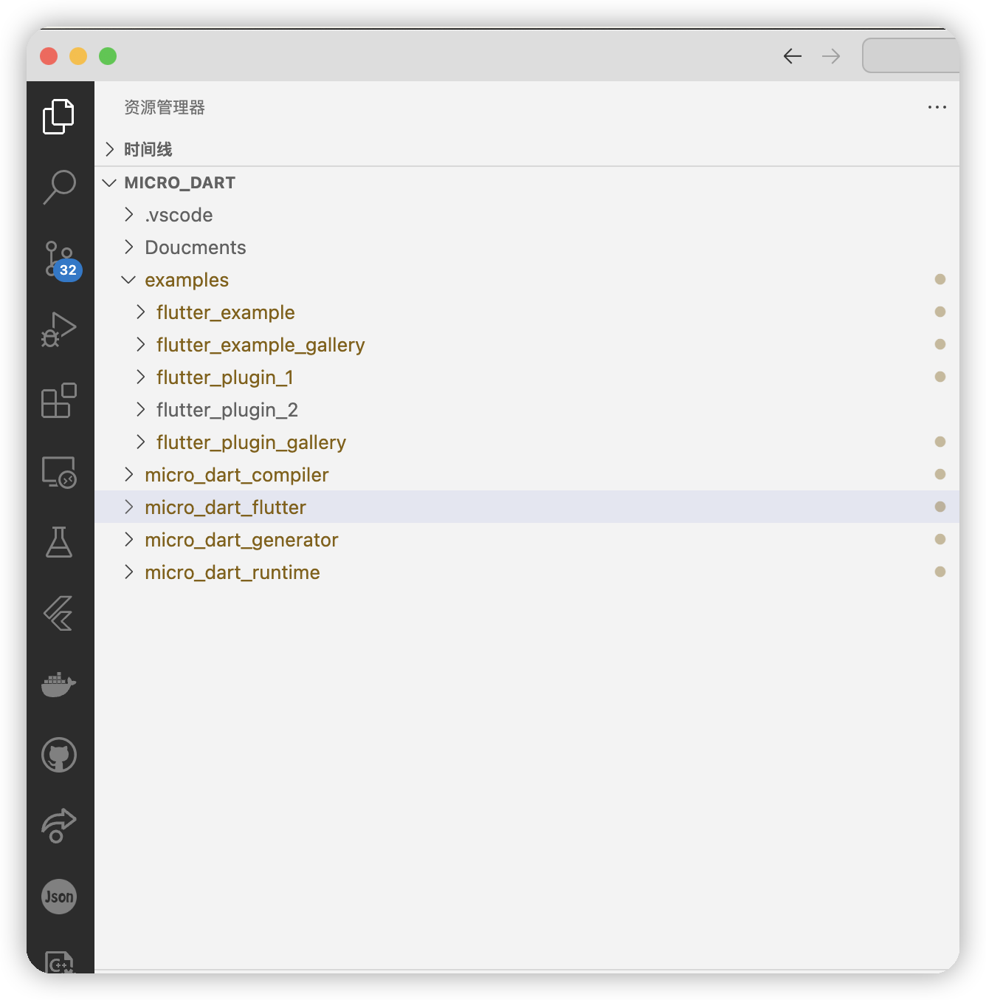 资源管理器
时间线
MICRO_DART
.vscode
Doucments
32
examples
flutter_example
flutter_example_gallery
flutter_plugin_1
flutter_plugin_2
flutter_plugin_gallery
micro_dart_compiler
micro_dart_flutter
micro_dart_generator
micro_dart_runtime
Json
C++